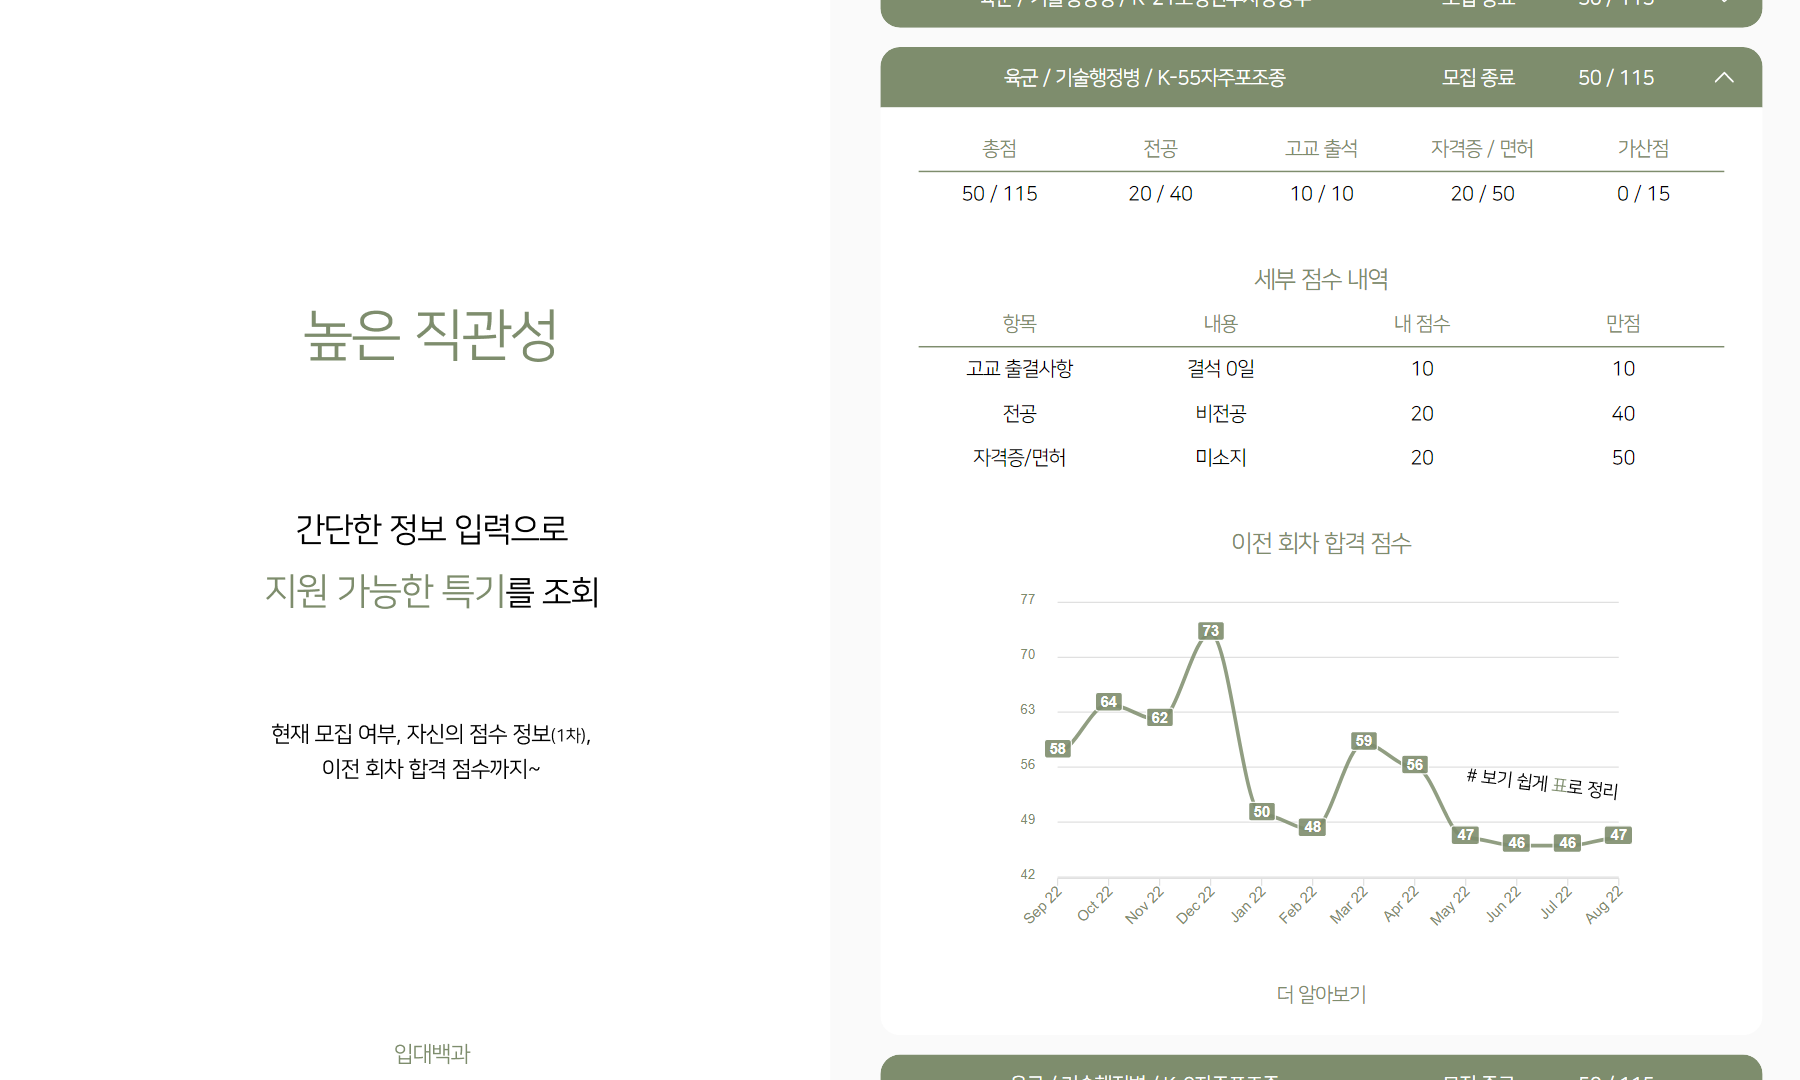 높은 직관성
간단한 정보 입력으로
지원 가능한 특기를 조회
현재 모집 여부, 자신의 점수 정보(1차),
이전 회차 합격 점수까지~
입대백과
육군 / 기술행정병 / K-55자주포조종 모집 종료 50 / 115
총점 전공 고교 출석 자격증 / 면허 가산점
50 / 115 20 / 40 10 / 10 20 / 50 0 / 15
세부 점수 내역
항목 내용 내 점수 만점
고교 출결사항 결석 0일 10 10
전공 비전공 20 40
자격증/면허 미소지 20 50
이전 회차 합격 점수
77
70
63
56
49
42
58 64 62 73 50 48 59 56 47 46 46 47
# 보기 쉽게 표로 정리
Sep 22 Oct 22 Nov 22 Dec 22 Jan 22 Feb 22 Mar 22 Apr 22 May 22 Jun 22 Jul 22 Aug 22
더 알아보기